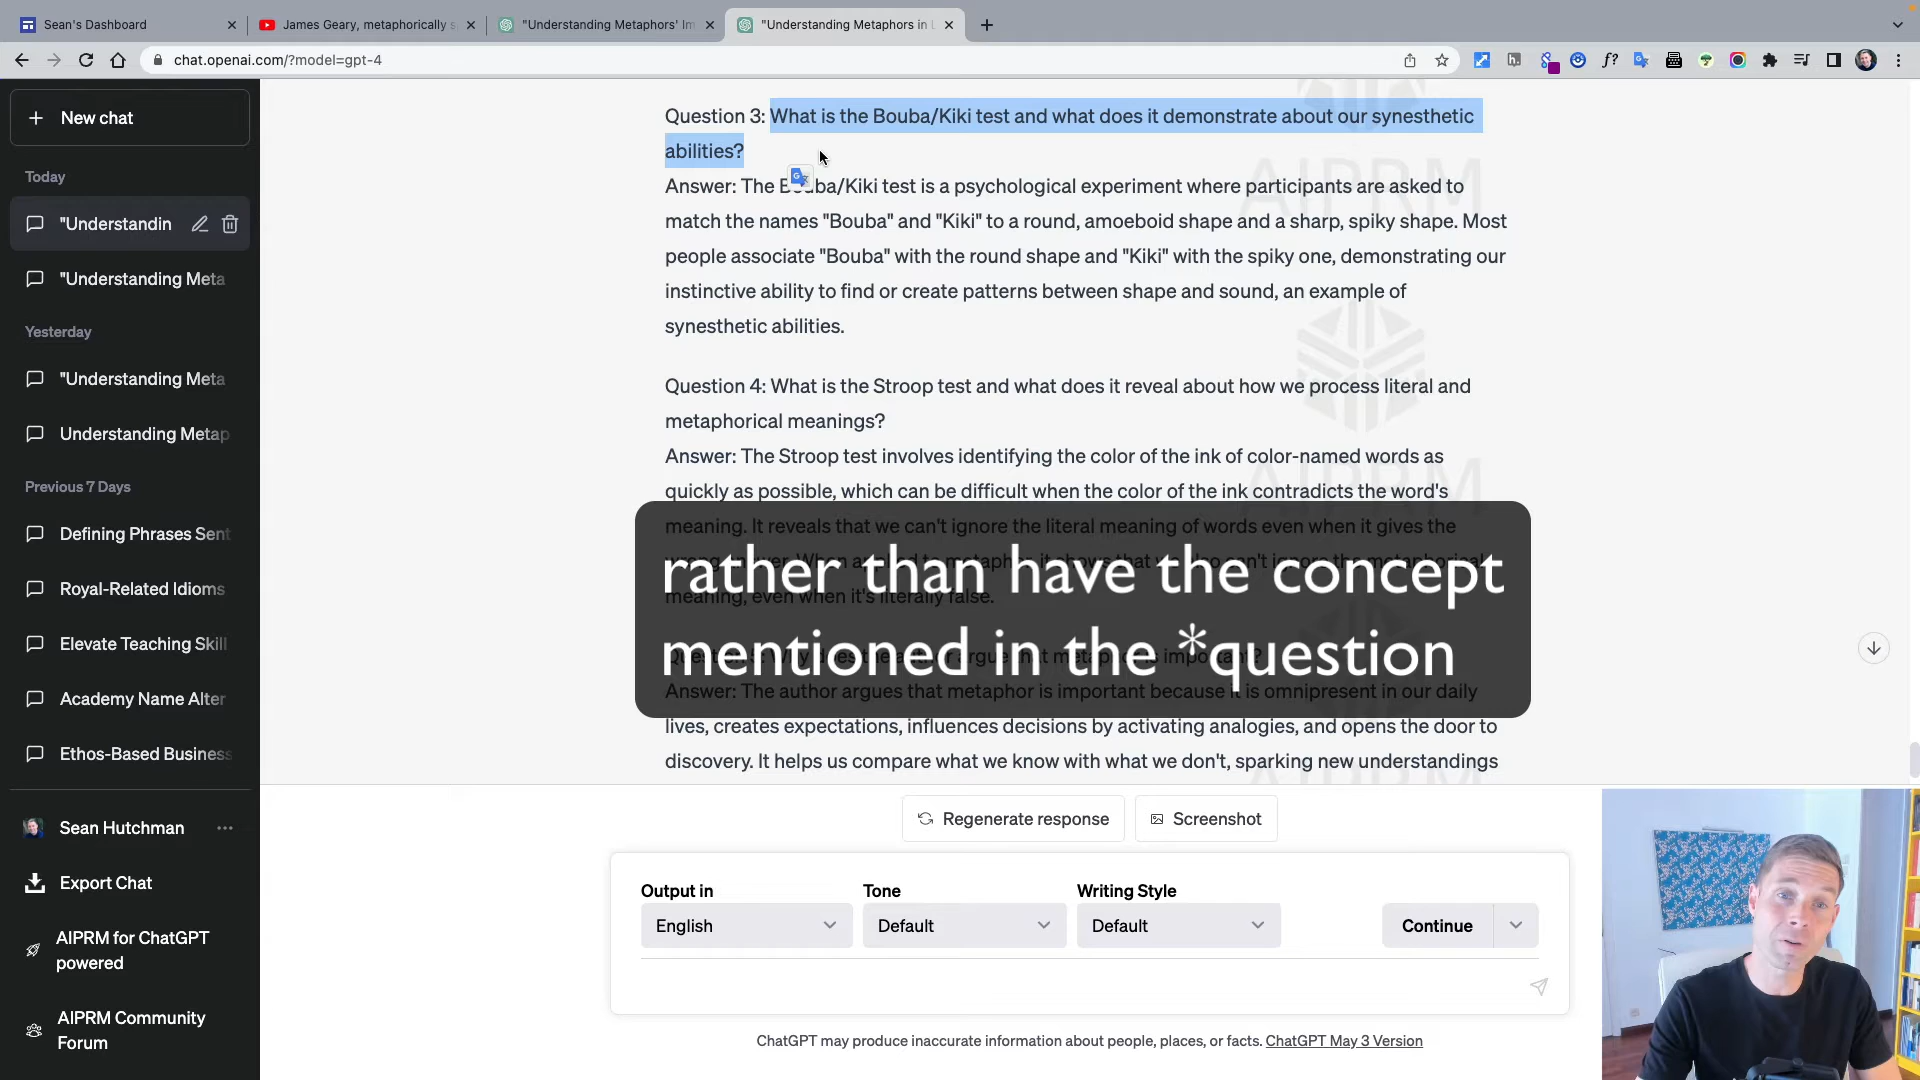 Sean's Dashboard
James Geary, metaphorically s
"Understanding Metaphors' Im
"Understanding Metaphors in L
chat.openai.com/?model=gpt-4
New chat
Today
"Understandin
"Understanding Meta
Yesterday
"Understanding Meta
Understanding Metap
Previous 7 Days
Defining Phrases Sent
Royal-Related Idioms
Elevate Teaching Skill
Academy Name Alter
Ethos-Based Business
Sean Hutchman
Export Chat
AIPRM for ChatGPT
powered
AIPRM Community
Forum
Question 3: What is the Bouba/Kiki test and what does it demonstrate about our synesthetic
abilities?
Answer: The Bouba/Kiki test is a psychological experiment where participants are asked to
match the names "Bouba" and "Kiki" to a round, amoeboid shape and a sharp, spiky shape. Most
people associate "Bouba" with the round shape and "Kiki" with the spiky one, demonstrating our
instinctive ability to find or create patterns between shape and sound, an example of
synesthetic abilities.
Question 4: What is the Stroop test and what does it reveal about how we process literal and
metaphorical meanings?
Answer: The Stroop test involves identifying the color of the ink of color-named words as
quickly as possible, which can be difficult when the color of the ink contradicts the word's
meaning. It reveals that we can't ignore the literal meaning of words even when it gives the
meaning, even when it's literally false.
rather than have the concept
mentioned in the *question
Answer: The author argues that metaphor is important because it is omnipresent in our daily
lives, creates expectations, influences decisions by activating analogies, and opens the door to
discovery. It helps us compare what we know with what we don't, sparking new understandings
AIPRM
AIPRM
Regenerate response
Screenshot
Output in
Tone
Writing Style
English
Default
Default
Continue
ChatGPT may produce inaccurate information about people, places, or facts. ChatGPT May 3 Version